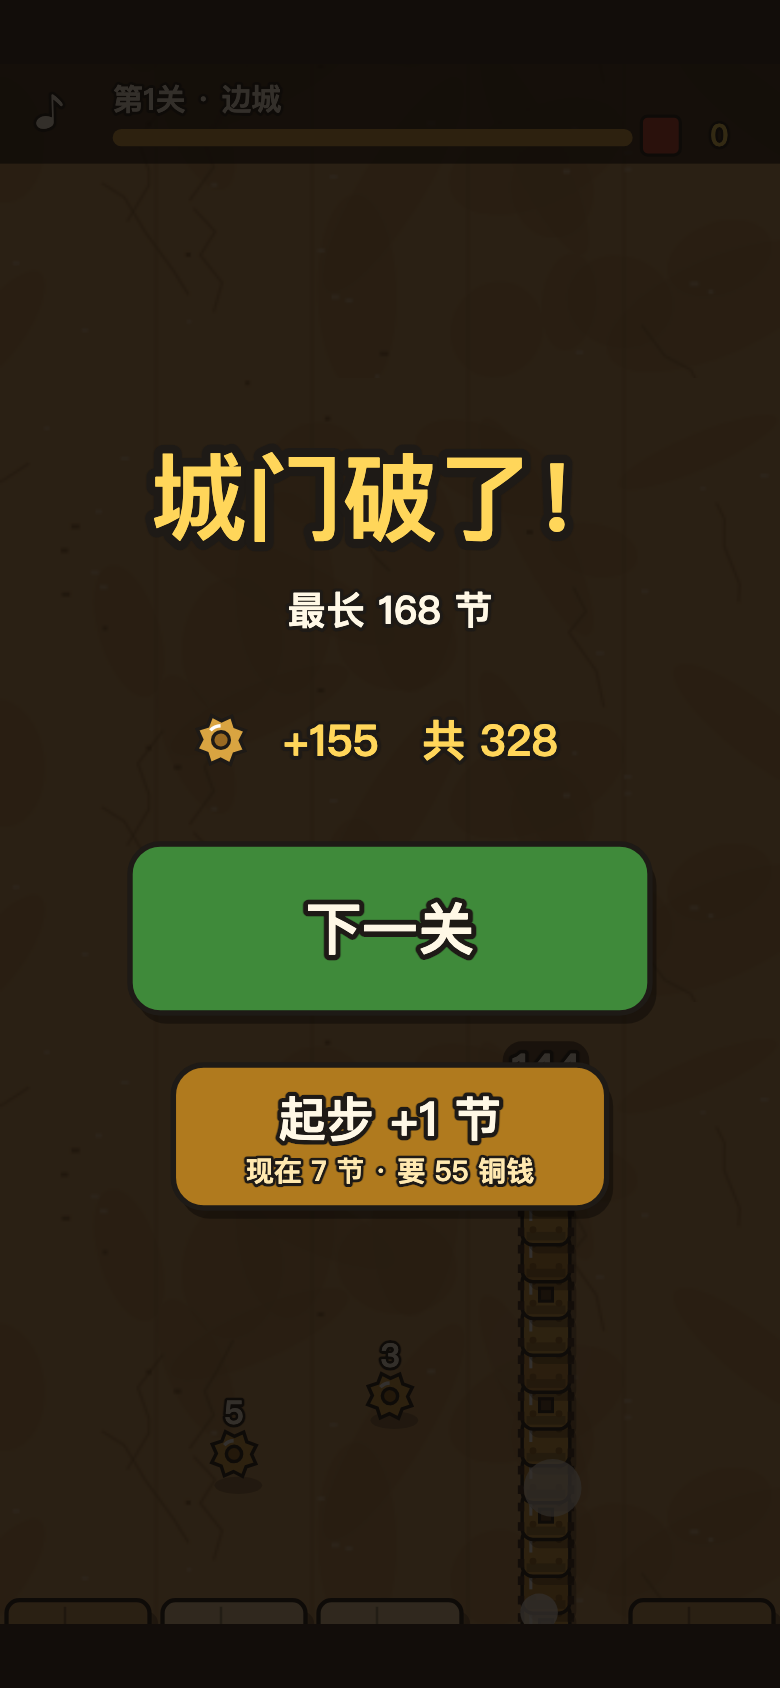 第1关 · 边城
0
城门破了！
最长 168 节
+155 共 328
下一关
144
起步 +1 节
现在 7 节 · 要 55 铜钱
3
5